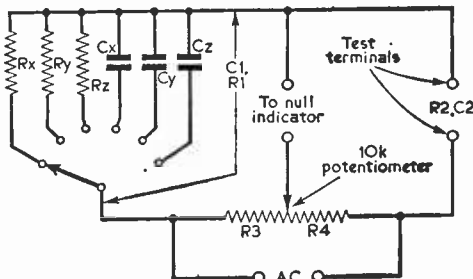 Rx
Ry
Rz
Cx
Cy
Cz
C1,
R1
To null
indicator
Test
terminals
R2,C2
10k
potentiometer
R3
R4
AC